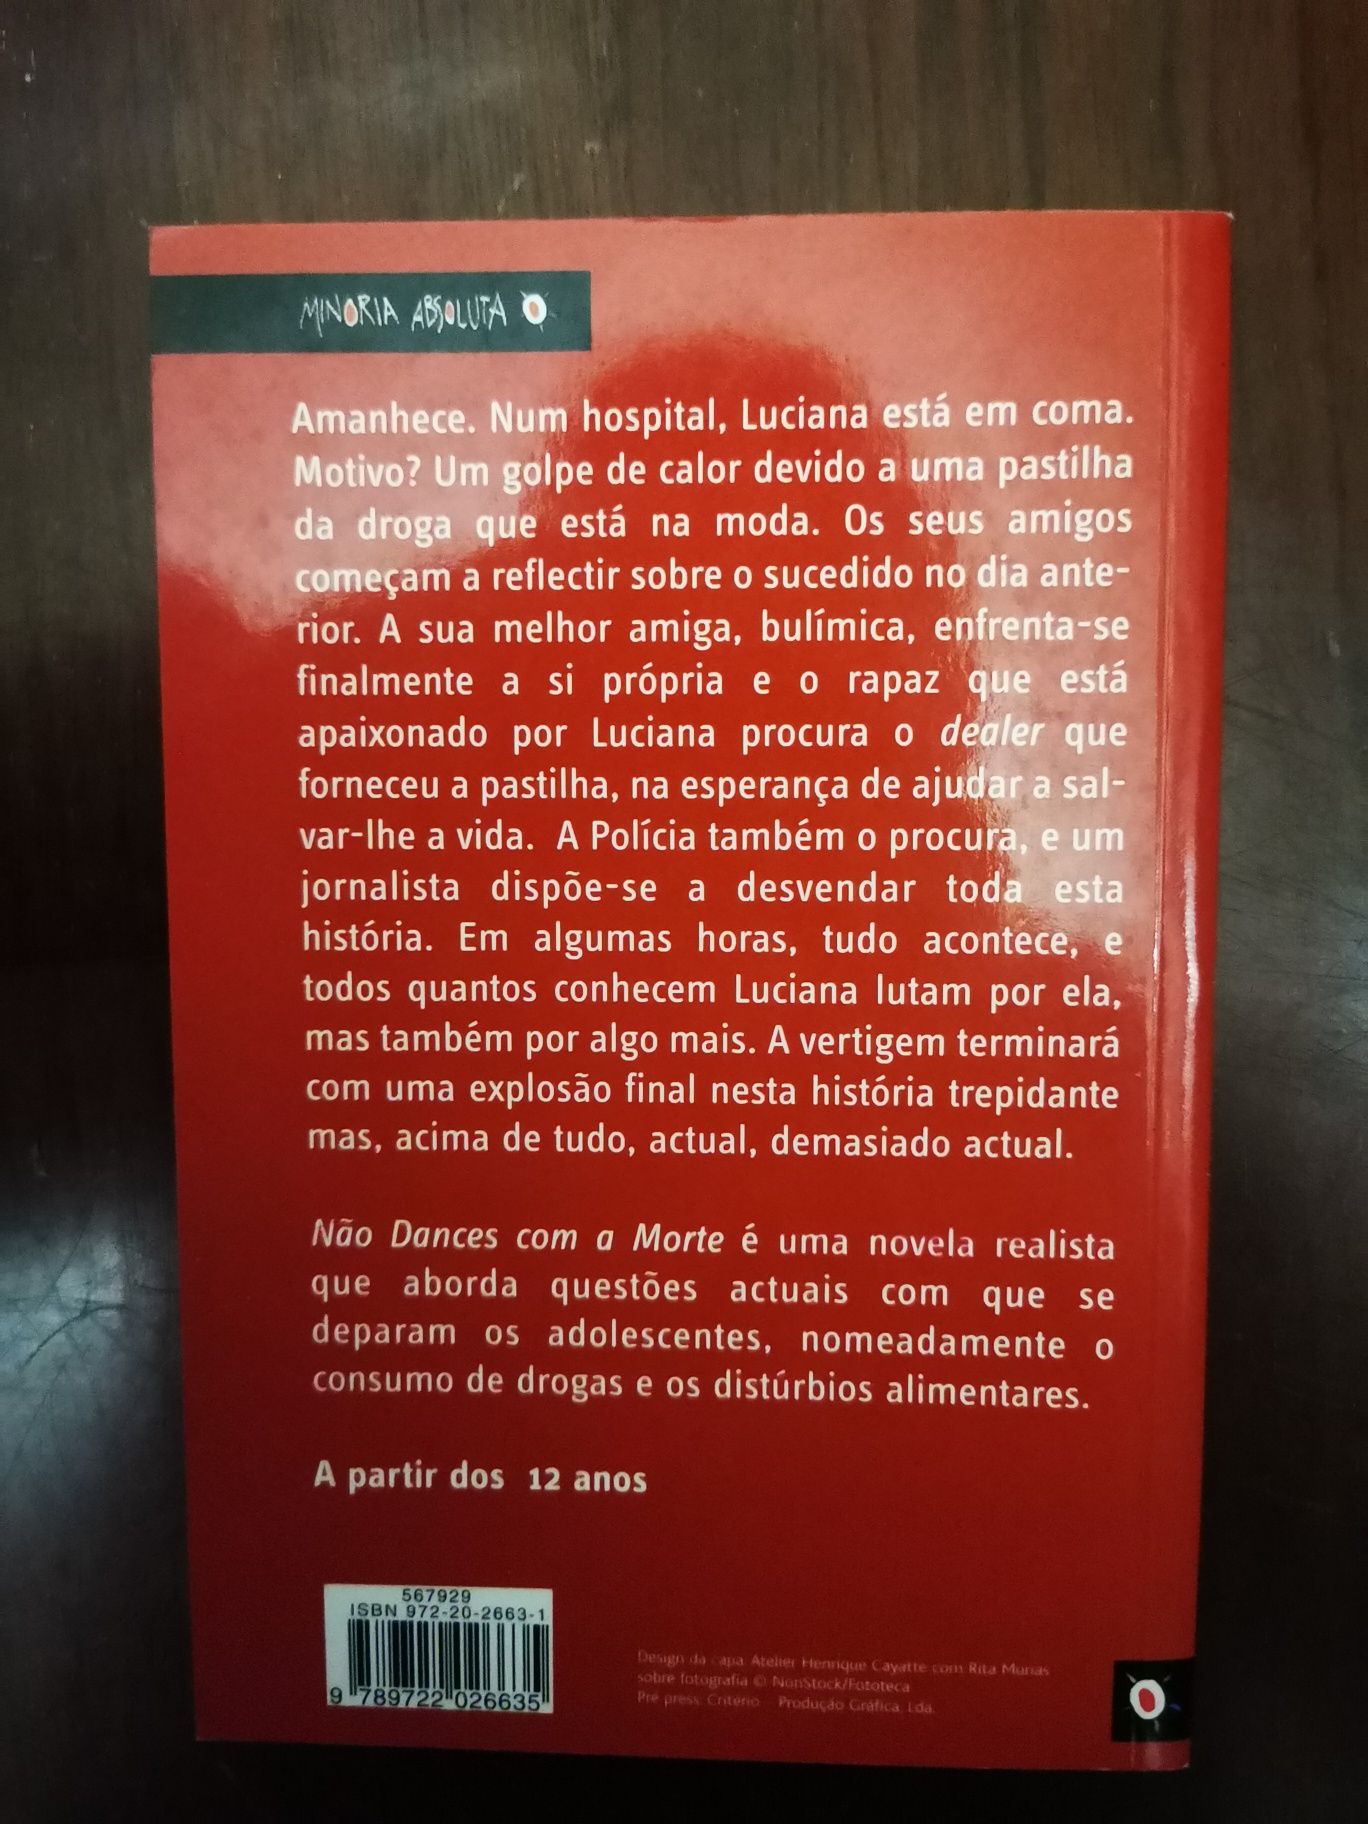 MINORIA ABSOLUTA
Amanhece. Num hospital, Luciana está em coma.
Motivo? Um golpe de calor devido a uma pastilha
da droga que está na moda. Os seus amigos
começam a reflectir sobre o sucedido no dia ante-
rior. A sua melhor amiga, bulímica, enfrenta-se
finalmente a si própria e o rapaz que está
apaixonado por Luciana procura o dealer que
forneceu a pastilha, na esperança de ajudar a sal-
var-lhe a vida. A Polícia também o procura, e um
jornalista dispõe-se a desvendar toda esta
história. Em algumas horas, tudo acontece, e
todos quantos conhecem Luciana lutam por ela,
mas também por algo mais. A vertigem terminará
com uma explosão final nesta história trepidante
mas, acima de tudo, actual, demasiado actual.
Não Dances com a Morte é uma novela realista
que aborda questões actuais com que se
deparam os adolescentes, nomeadamente o
consumo de drogas e os distúrbios alimentares.
A partir dos 12 anos
567929
ISBN 972-20-2663-1
9 789722 026635
Design da capa: Atelier Henrique Cayatte com Rita Múrias
sobre fotografia © NonStock/Fototeca
Pré press: Critério - Produção Gráfica, Lda.